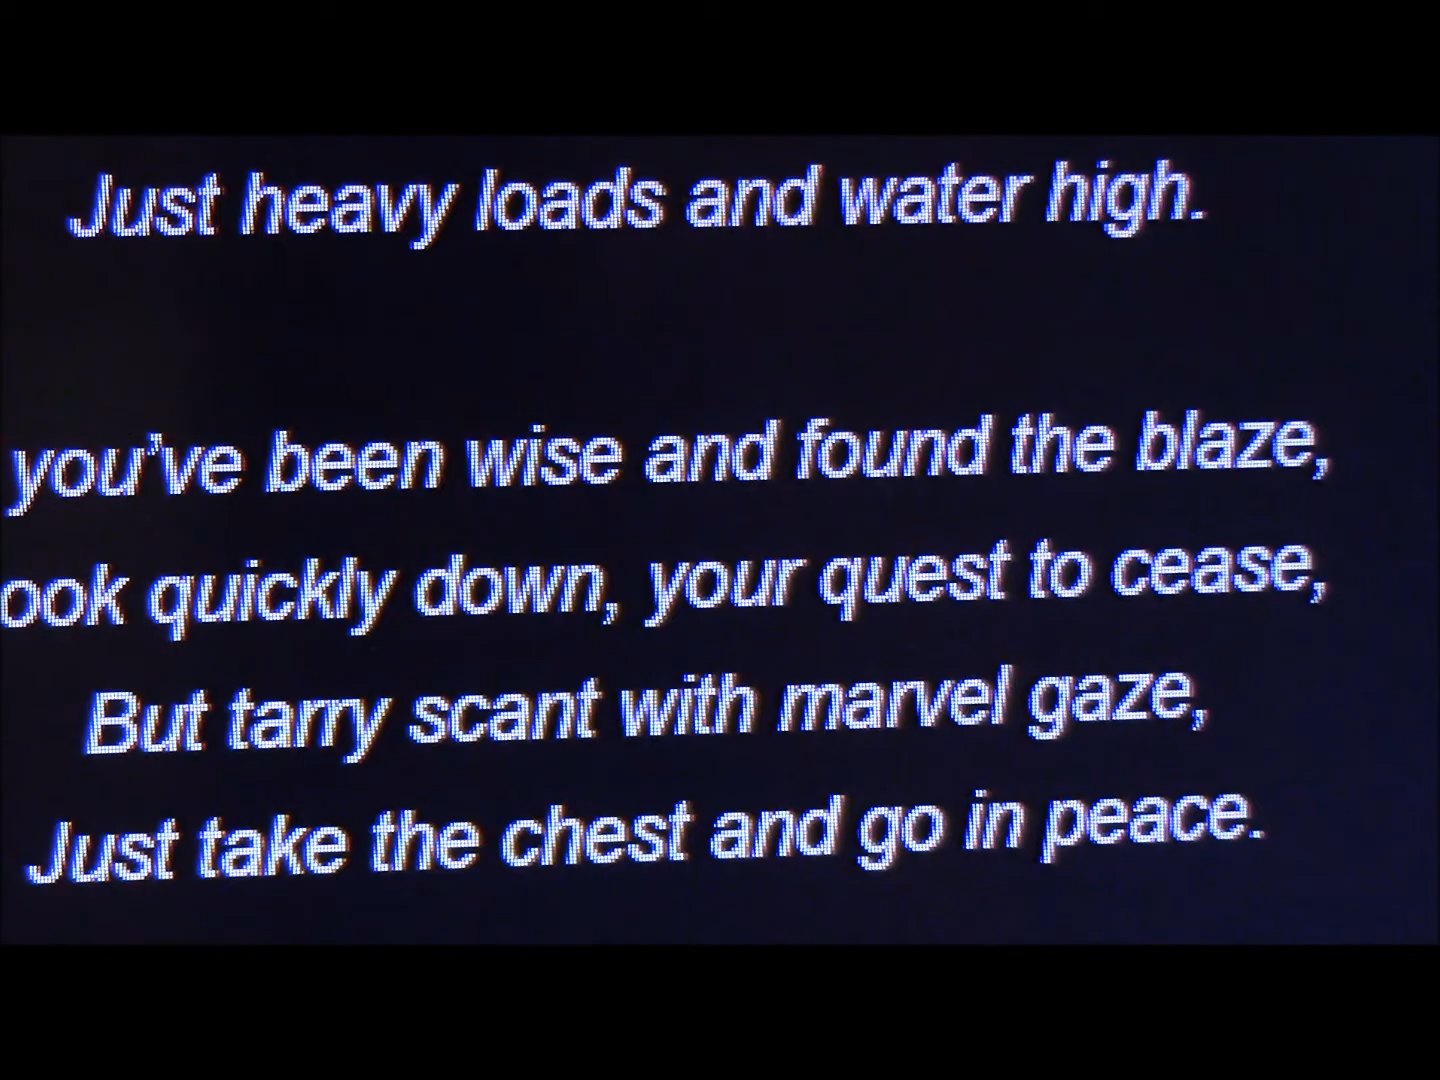 Just heavy loads and water high.
you've been wise and found the blaze,
ook quickly down, your quest to cease,
But tarry scant with marvel gaze,
Just take the chest and go in peace.